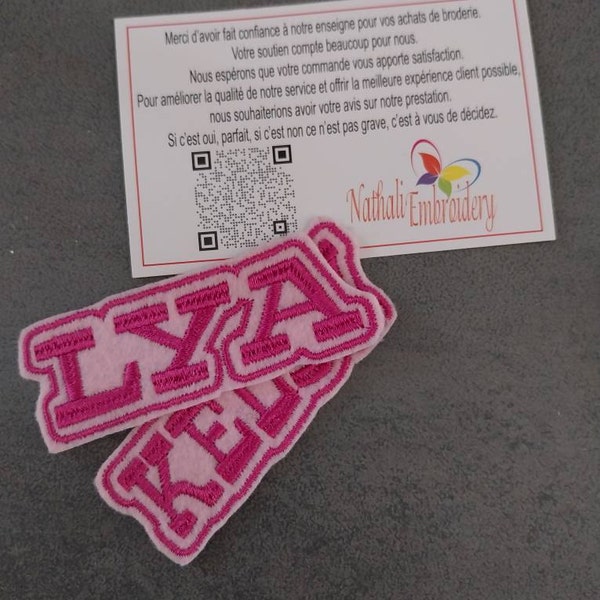 Merci d'avoir fait confiance à notre enseigne pour vos achats de broderie.
Votre soutien compte beaucoup pour nous.
Nous espérons que votre commande vous apporte satisfaction.
Pour améliorer la qualité de notre service et offrir la meilleure expérience client possible,
nous souhaiterions avoir votre avis sur notre prestation.
Si c'est oui, parfait, si c'est non ce n'est pas grave, c'est à vous de décidez.
Nathali'Embroidery
LYA